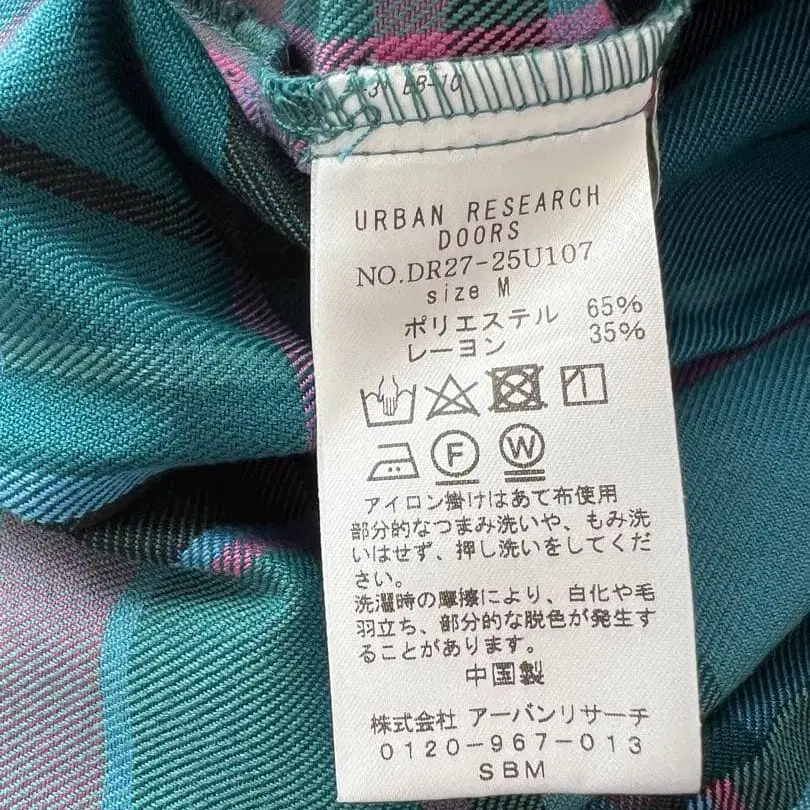 URBAN RESEARCH
DOORS
NO.DR27-25U107
size M
ポリエステル 65%
レーヨン 35%
F W
アイロン掛けはあて布使用
部分的なつまみ洗いや、もみ洗
いはせず、押し洗いをしてくだ
さい。
洗濯時の摩擦により、白化や毛
羽立ち、部分的な脱色が発生す
ることがあります。
中国製
株式会社 アーバンリサーチ
0120-967-013
SBM